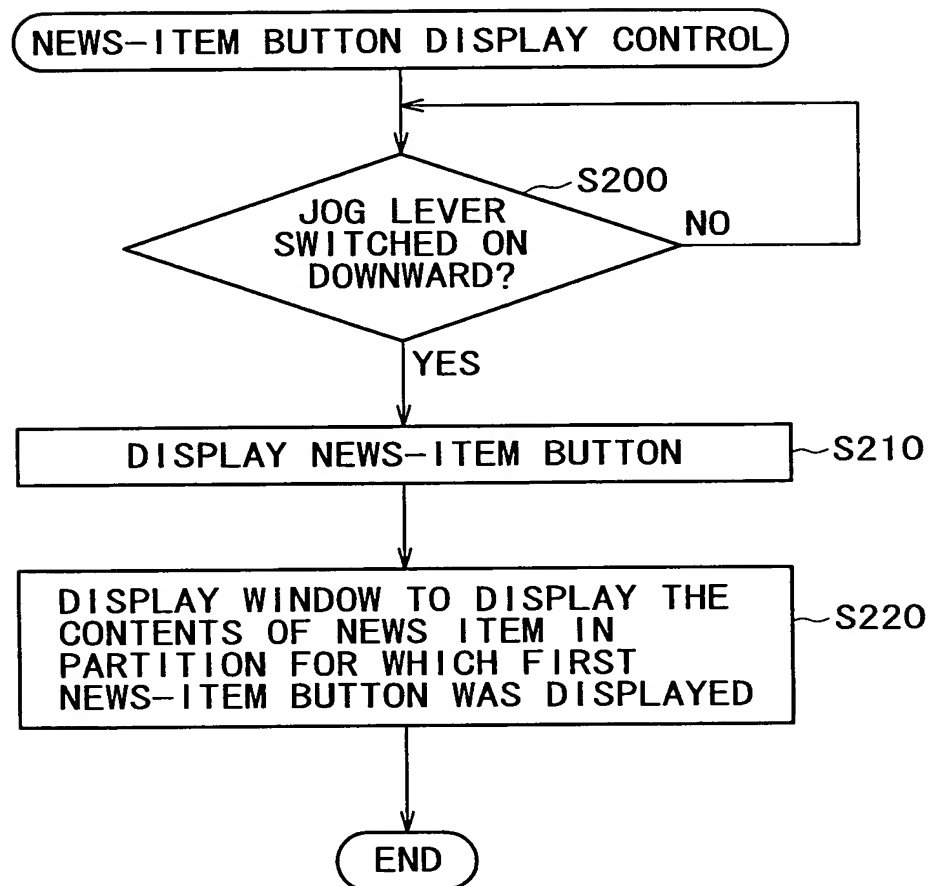 NEWS-ITEM BUTTON DISPLAY CONTROL
S200
JOG LEVER
SWITCHED ON
DOWNWARD?
NO
YES
DISPLAY NEWS-ITEM BUTTON
S210
DISPLAY WINDOW TO DISPLAY THE
CONTENTS OF NEWS ITEM IN
PARTITION FOR WHICH FIRST
NEWS-ITEM BUTTON WAS DISPLAYED
S220
END